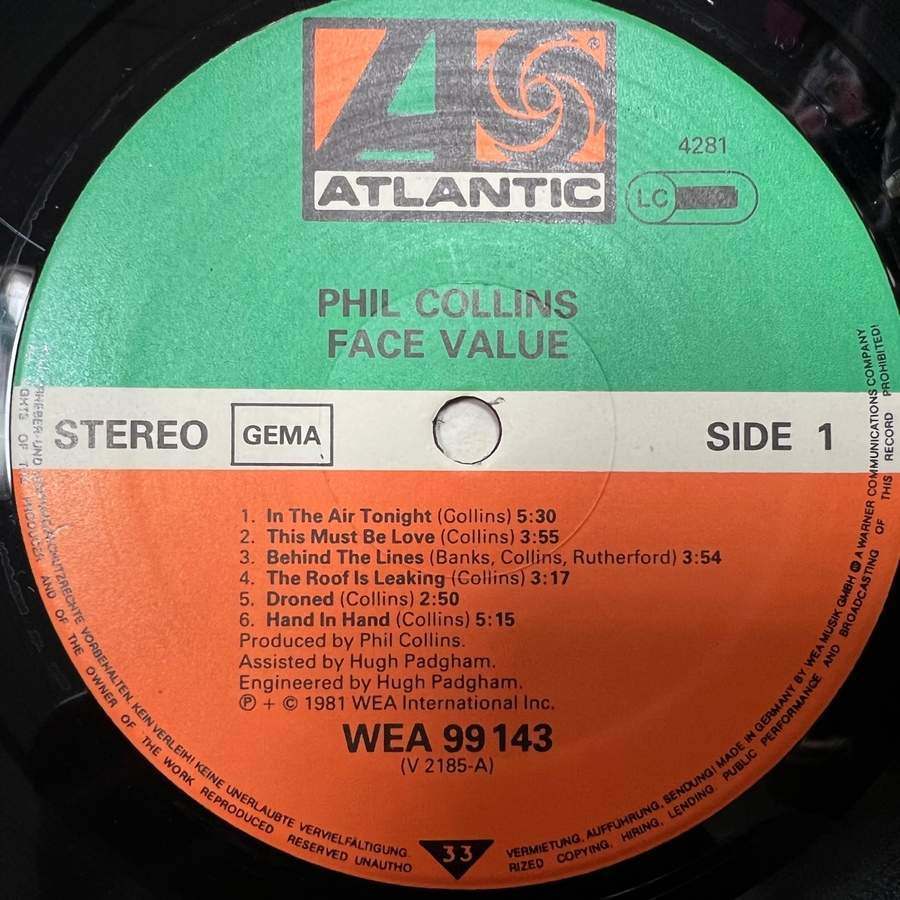 ATLANTIC
®
4281
LC
PHIL COLLINS
FACE VALUE
STEREO
GEMA
SIDE 1
1. In The Air Tonight (Collins) 5:30
2. This Must Be Love (Collins) 3:55
3. Behind The Lines (Banks, Collins, Rutherford) 3:54
4. The Roof Is Leaking (Collins) 3:17
5. Droned (Collins) 2:50
6. Hand In Hand (Collins) 5:15
Produced by Phil Collins.
Assisted by Hugh Padgham.
Engineered by Hugh Padgham.
℗ + © 1981 WEA International Inc.
WEA 99 143
(V 2185-A)
33
VORBEHALTEN. KEIN VERLEIH! KEINE UNERLAUBTE VERVIELFÄLTIGUNG.
PRODUCER AND OF THE OWNER OF THE WORK REPRODUCED RESERVED UNAUTHO
VERMIETUNG, AUFFÜHRUNG, SENDUNG! MADE IN GERMANY BY WEA MUSIK GMBH A WARNER COMMUNICATIONS COMPANY
RIZED COPYING, HIRING, LENDING PUBLIC PERFORMANCE AND BROADCASTING OF THIS RECORD PROHIBITED!